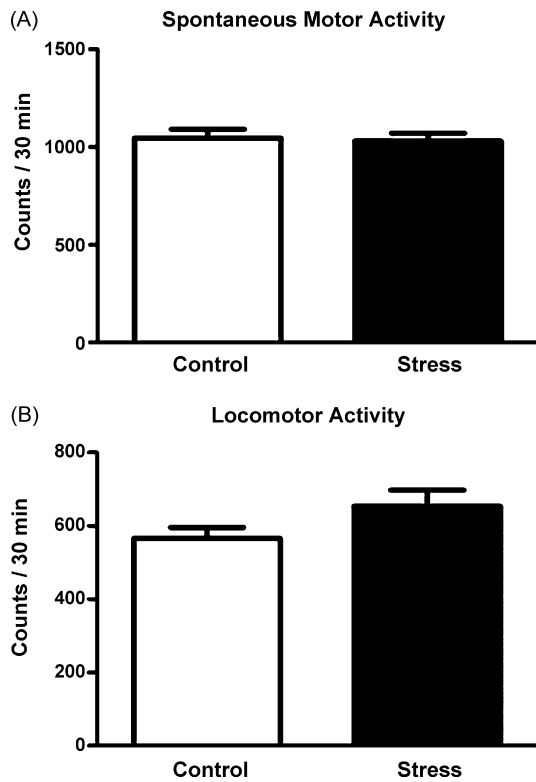 (A) Spontaneous Motor Activity
1500
1000
500
0
Counts / 30 min
Control Stress
(B) Locomotor Activity
800
600
400
200
0
Counts / 30 min
Control Stress